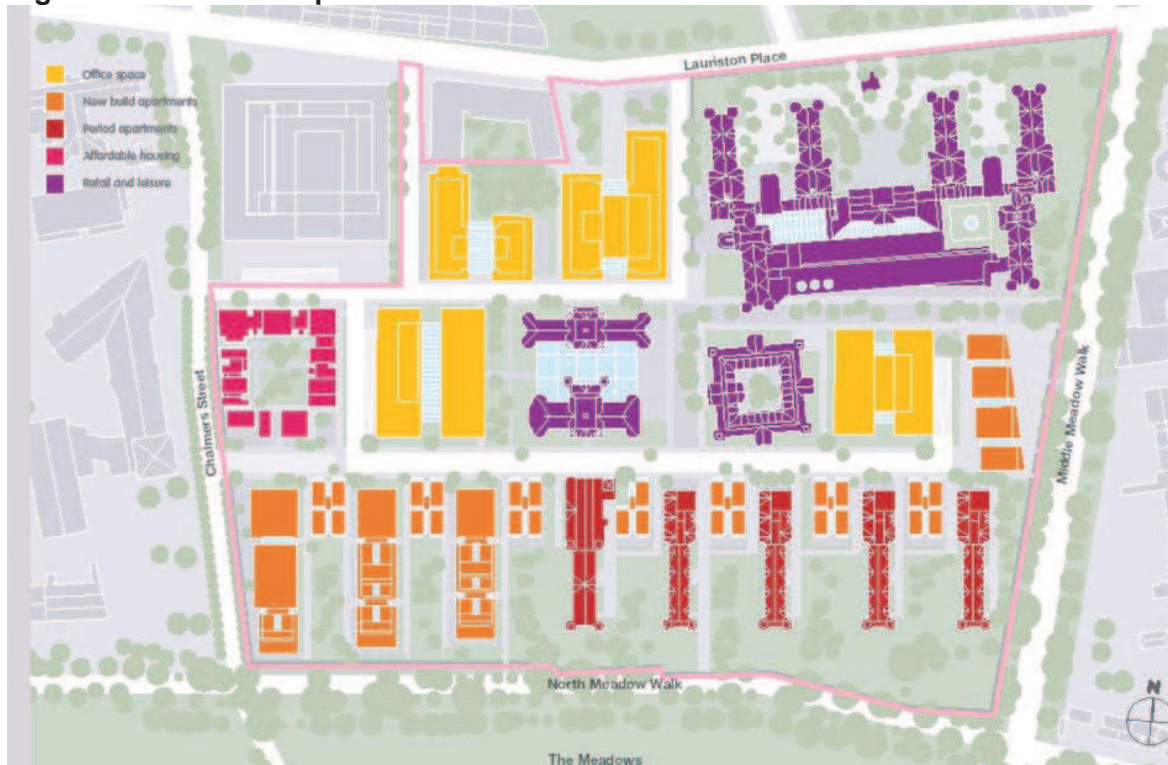 Lauriston Place
Office space
New build apartments
Period apartments
Affordable housing
Retail and leisure
Chalmers Street
Middle Meadow Walk
North Meadow Walk
N
The Meadows